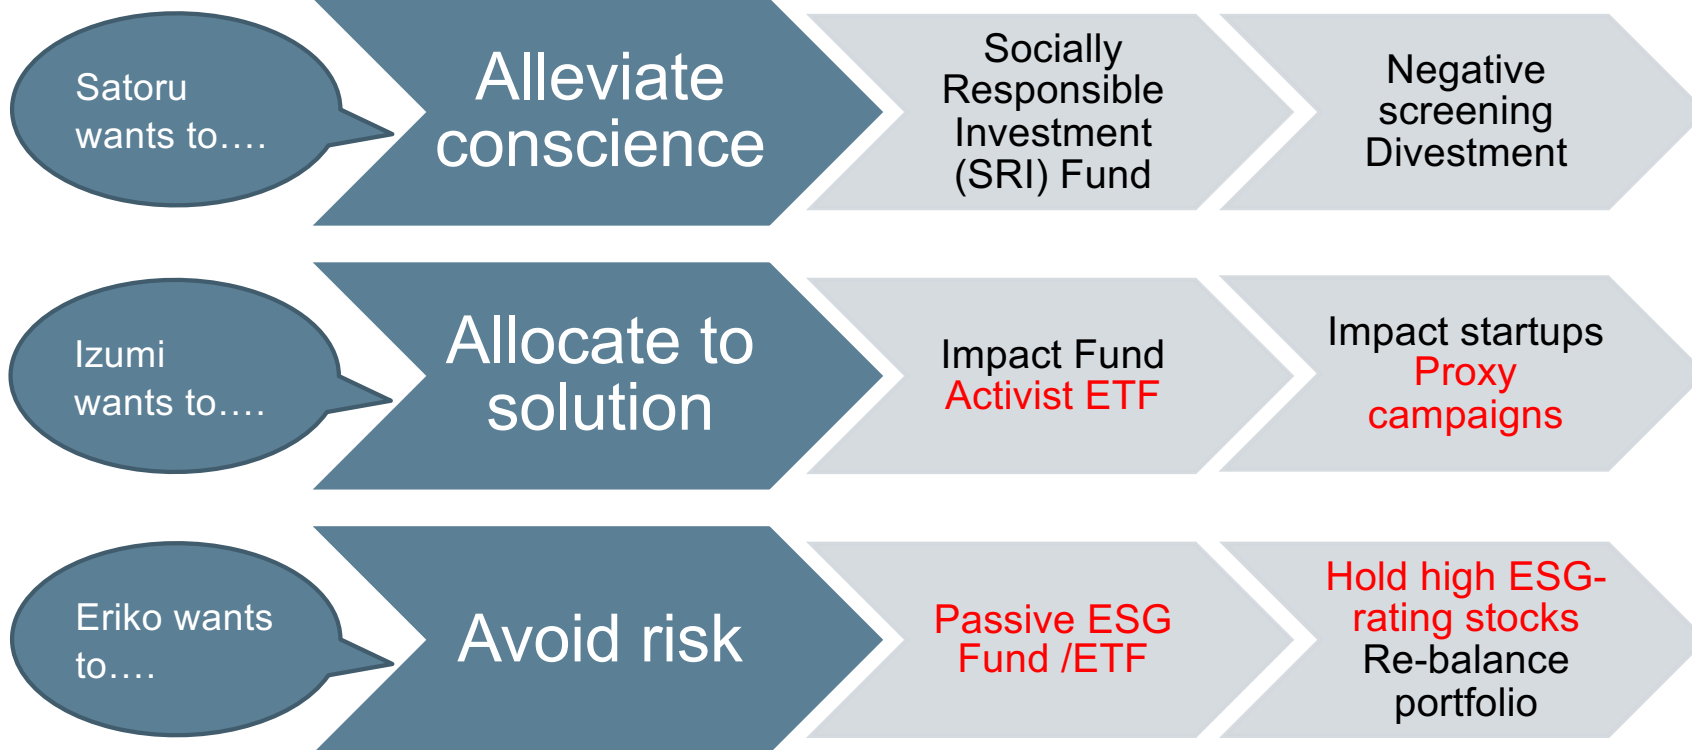 Satoru
wants to....
Alleviate
conscience
Socially
Responsible
Investment
(SRI) Fund
Negative
screening
Divestment
Izumi
wants to....
Allocate to
solution
Impact Fund
Activist ETF
Impact startups
Proxy
campaigns
Eriko wants
to....
Avoid risk
Passive ESG
Fund /ETF
Hold high ESG-
rating stocks
Re-balance
portfolio